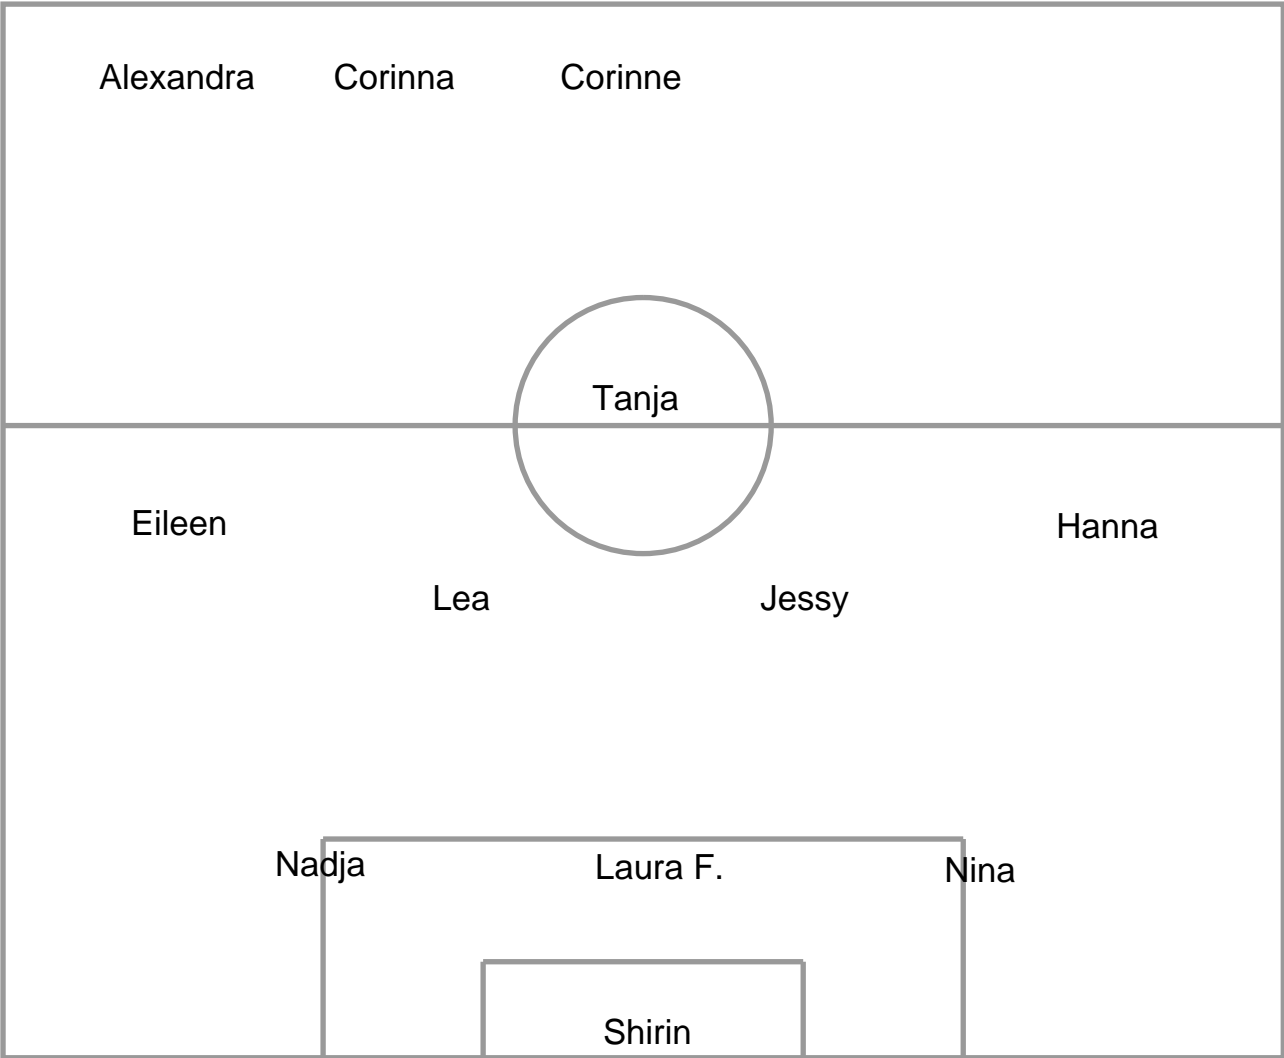 Alexandra Corinna Corinne
Tanja
Eileen Hanna
Lea Jessy
Nadja Laura F. Nina
Shirin